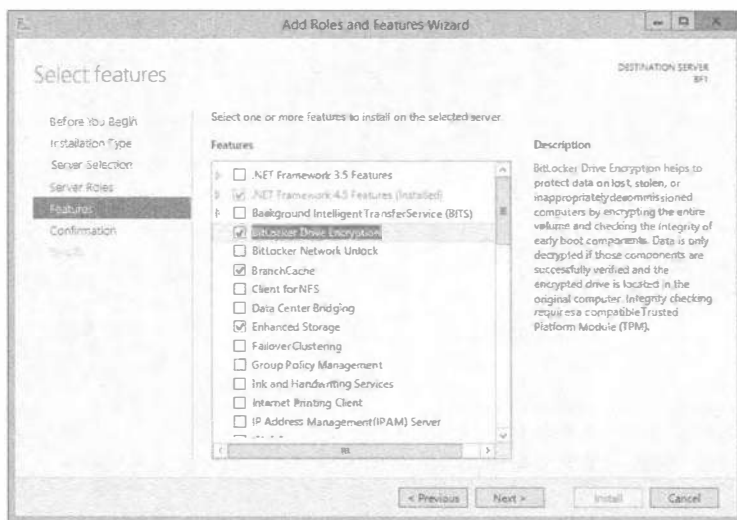 Add Roles and Features Wizard
Select features
DESTINATION SERVER
BF1
Before You Begin
Installation Type
Server Selection
Server Roles
Features
Confirmation
Results
Select one or more features to install on the selected server.
Features
.NET Framework 3.5 Features
.NET Framework 4.5 Features (Installed)
Background Intelligent Transfer Service (BITS)
BitLocker Drive Encryption
BitLocker Network Unlock
BranchCache
Client for NFS
Data Center Bridging
Enhanced Storage
Failover Clustering
Group Policy Management
Ink and Handwriting Services
Internet Printing Client
IP Address Management (IPAM) Server
Description
BitLocker Drive Encryption helps to
protect data on lost, stolen, or
inappropriately decommissioned
computers by encrypting the entire
volume and checking the integrity of
early boot components. Data is only
decrypted if those components are
successfully verified and the
encrypted drive is located in the
original computer. Integrity checking
requires a compatible Trusted
Platform Module (TPM).
< Previous
Next >
Install
Cancel